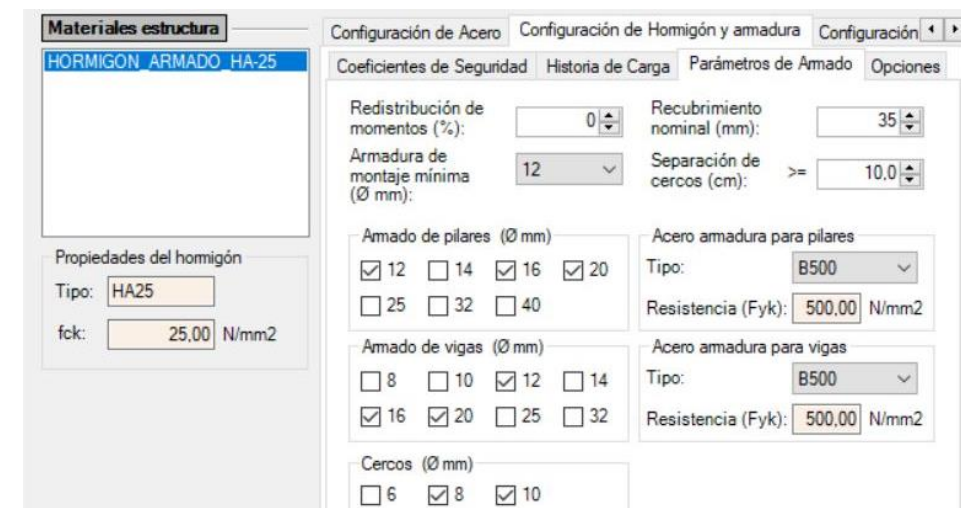 Materiales estructura
HORMIGON_ARMADO_HA-25
Propiedades del hormigón
Tipo: HA25
fck: 25,00 N/mm2
Configuración de Acero Configuración de Hormigón y armadura Configuración
Coeficientes de Seguridad Historia de Carga Parámetros de Armado Opciones
Redistribución de
momentos (%): 0
Recubrimiento
nominal (mm): 35
Armadura de
montaje mínima
(Ø mm): 12
Separación de
cercos (cm): >= 10,0
Armado de pilares (Ø mm)
12 14 16 20
25 32 40
Acero armadura para pilares
Tipo: B500
Resistencia (Fyk): 500,00 N/mm2
Armado de vigas (Ø mm)
8 10 12 14
16 20 25 32
Acero armadura para vigas
Tipo: B500
Resistencia (Fyk): 500,00 N/mm2
Cercos (Ø mm)
6 8 10